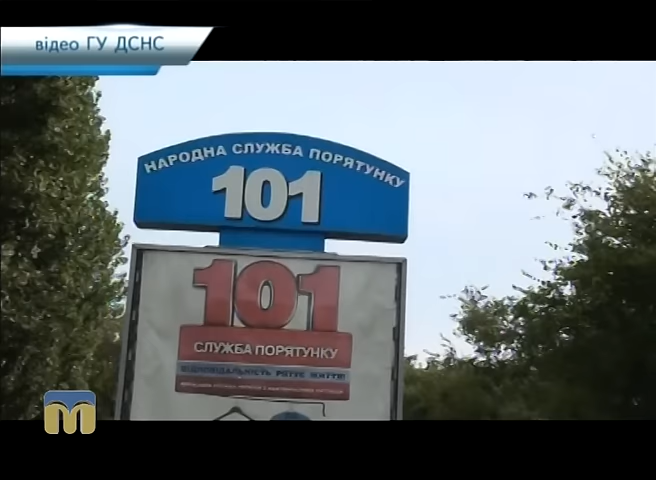 відео ГУ ДСНС
НАРОДНА СЛУЖБА ПОРЯТУНКУ
101
101
СЛУЖБА ПОРЯТУНКУ
ВІДПОВІДАЛЬНІСТЬ РЯТУЄ ЖИТТЯ!